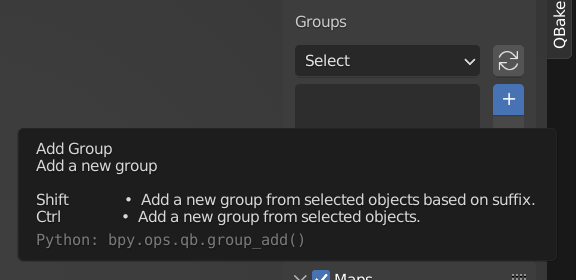 Groups
QBake
Select
+
Add Group
Add a new group
Shift • Add a new group from selected objects based on suffix.
Ctrl • Add a new group from selected objects.
Python: bpy.ops.qb.group_add()
Maps